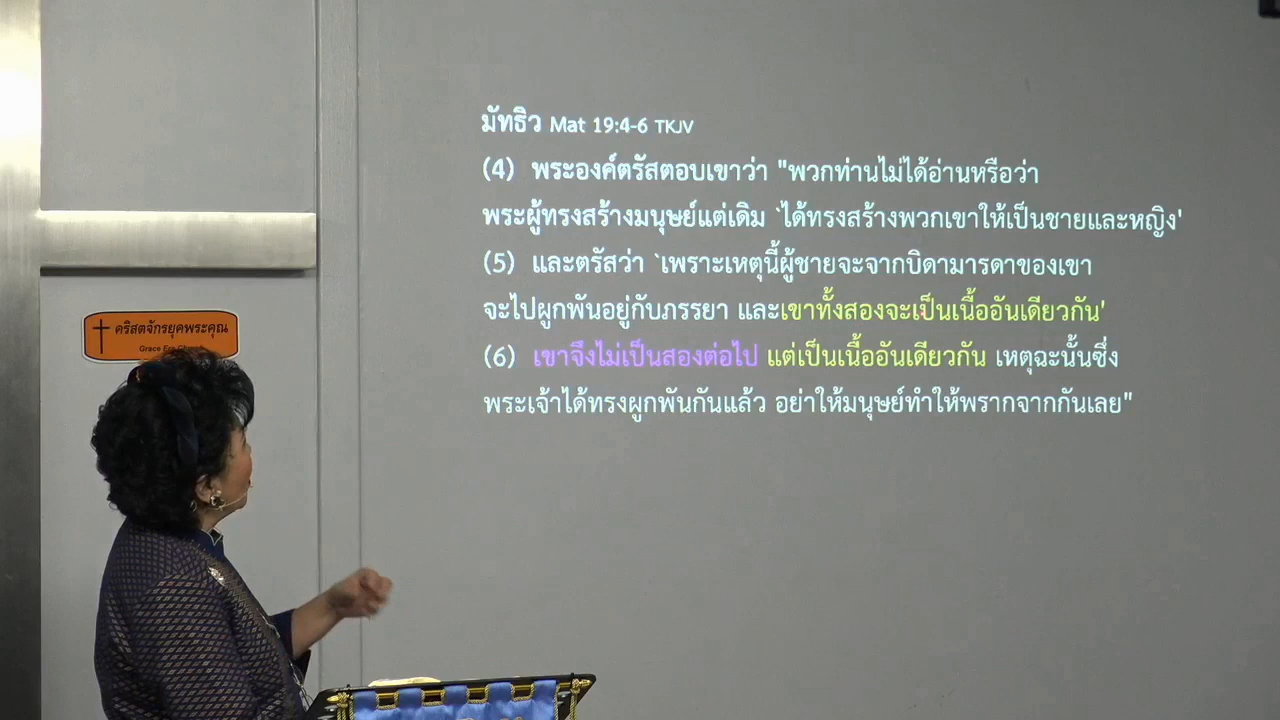 มัทธิว Mat 19:4-6 TKJV
(4) พระองค์ตรัสตอบเขาว่า "พวกท่านไม่ได้อ่านหรือว่า
พระผู้ทรงสร้างมนุษย์แต่เดิม `ได้ทรงสร้างพวกเขาให้เป็นชายและหญิง'
(5) และตรัสว่า `เพราะเหตุนี้ผู้ชายจะจากบิดามารดาของเขา
จะไปผูกพันอยู่กับภรรยา และเขาทั้งสองจะเป็นเนื้ออันเดียวกัน'
(6) เขาจึงไม่เป็นสองต่อไป แต่เป็นเนื้ออันเดียวกัน เหตุฉะนั้นซึ่ง
พระเจ้าได้ทรงผูกพันกันแล้ว อย่าให้มนุษย์ทำให้พรากจากกันเลย"
คริสตจักรยุคพระคุณ
Grace Era Church